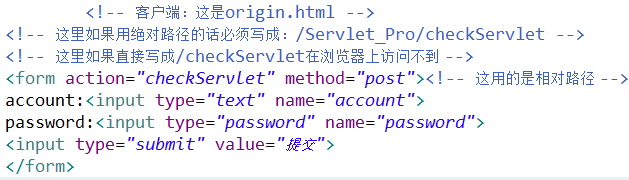 <!-- 客户端：这是origin.html -->
<!-- 这里如果用绝对路径的话必须写成：/Servlet_Pro/checkServlet -->
<!-- 这里如果直接写成/checkServlet在浏览器上访问不到 -->
<form action="checkServlet" method="post"><!-- 这用的是相对路径 -->
account:<input type="text" name="account">
password:<input type="password" name="password">
<input type="submit" value="提交">
</form>